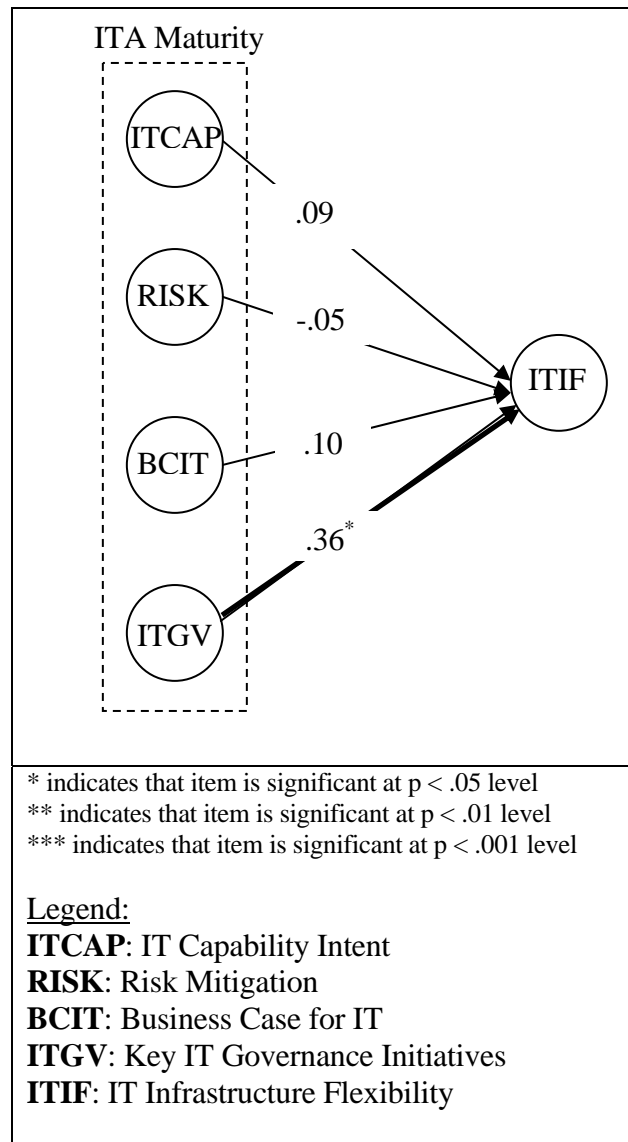 ITA Maturity
ITCAP
.09
RISK
-.05
ITIF
BCIT
.10
.36*
ITGV
* indicates that item is significant at p < .05 level
** indicates that item is significant at p < .01 level
*** indicates that item is significant at p < .001 level
Legend:
ITCAP: IT Capability Intent
RISK: Risk Mitigation
BCIT: Business Case for IT
ITGV: Key IT Governance Initiatives
ITIF: IT Infrastructure Flexibility